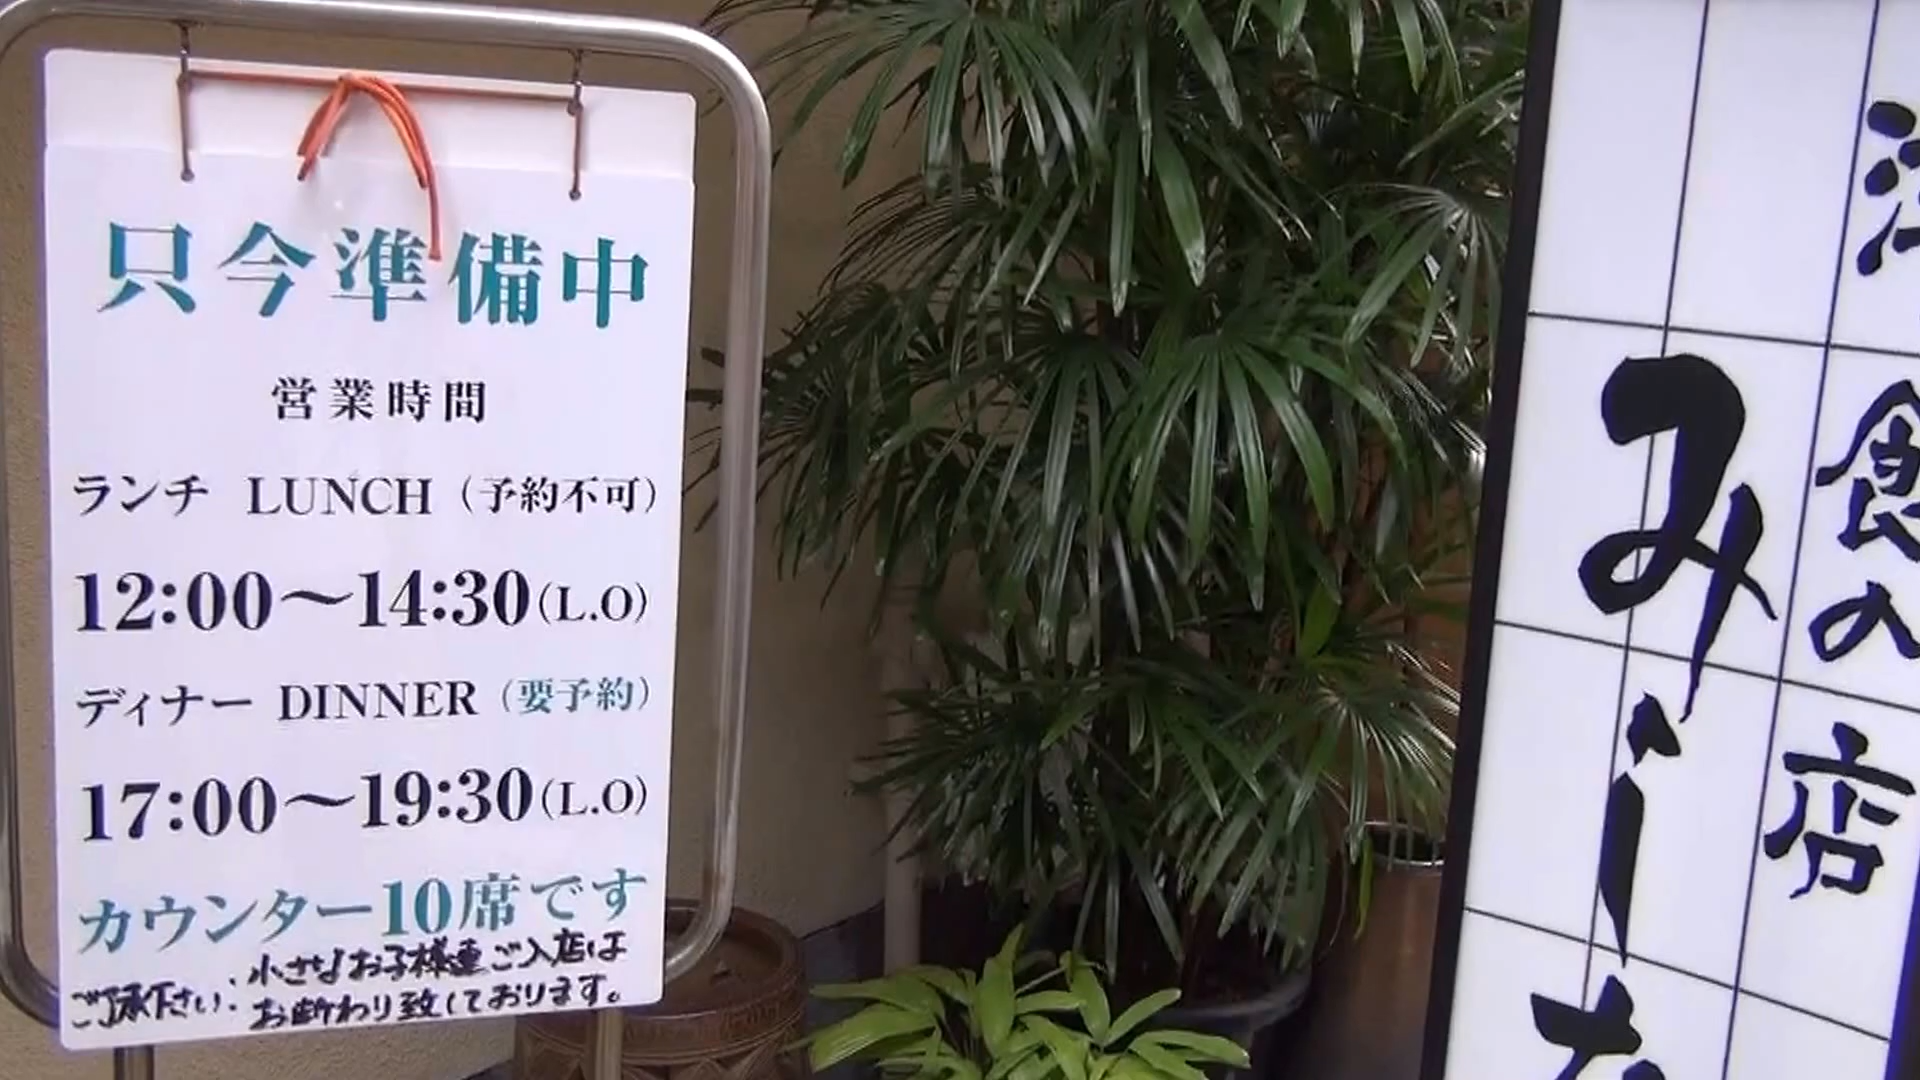 只今準備中
営業時間
ランチ LUNCH (予約不可)
12:00〜14:30(L.O)
ディナー DINNER (要予約)
17:00〜19:30(L.O)
カウンター10席です
小さなお子様連ご入店は
お断わり致しております。
ご了承下さい.
食の店
み